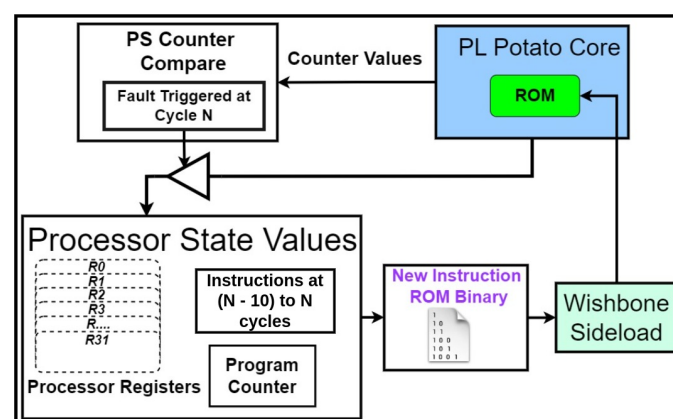 PS Counter
Compare
Fault Triggered at
Cycle N
Counter Values
PL Potato Core
ROM
Processor State Values
R0
R1
R2
R3
R....
R31
Processor Registers
Instructions at
(N - 10) to N
cycles
Program
Counter
New Instruction
ROM Binary
1
10
11
100
101
1001
Wishbone
Sideload